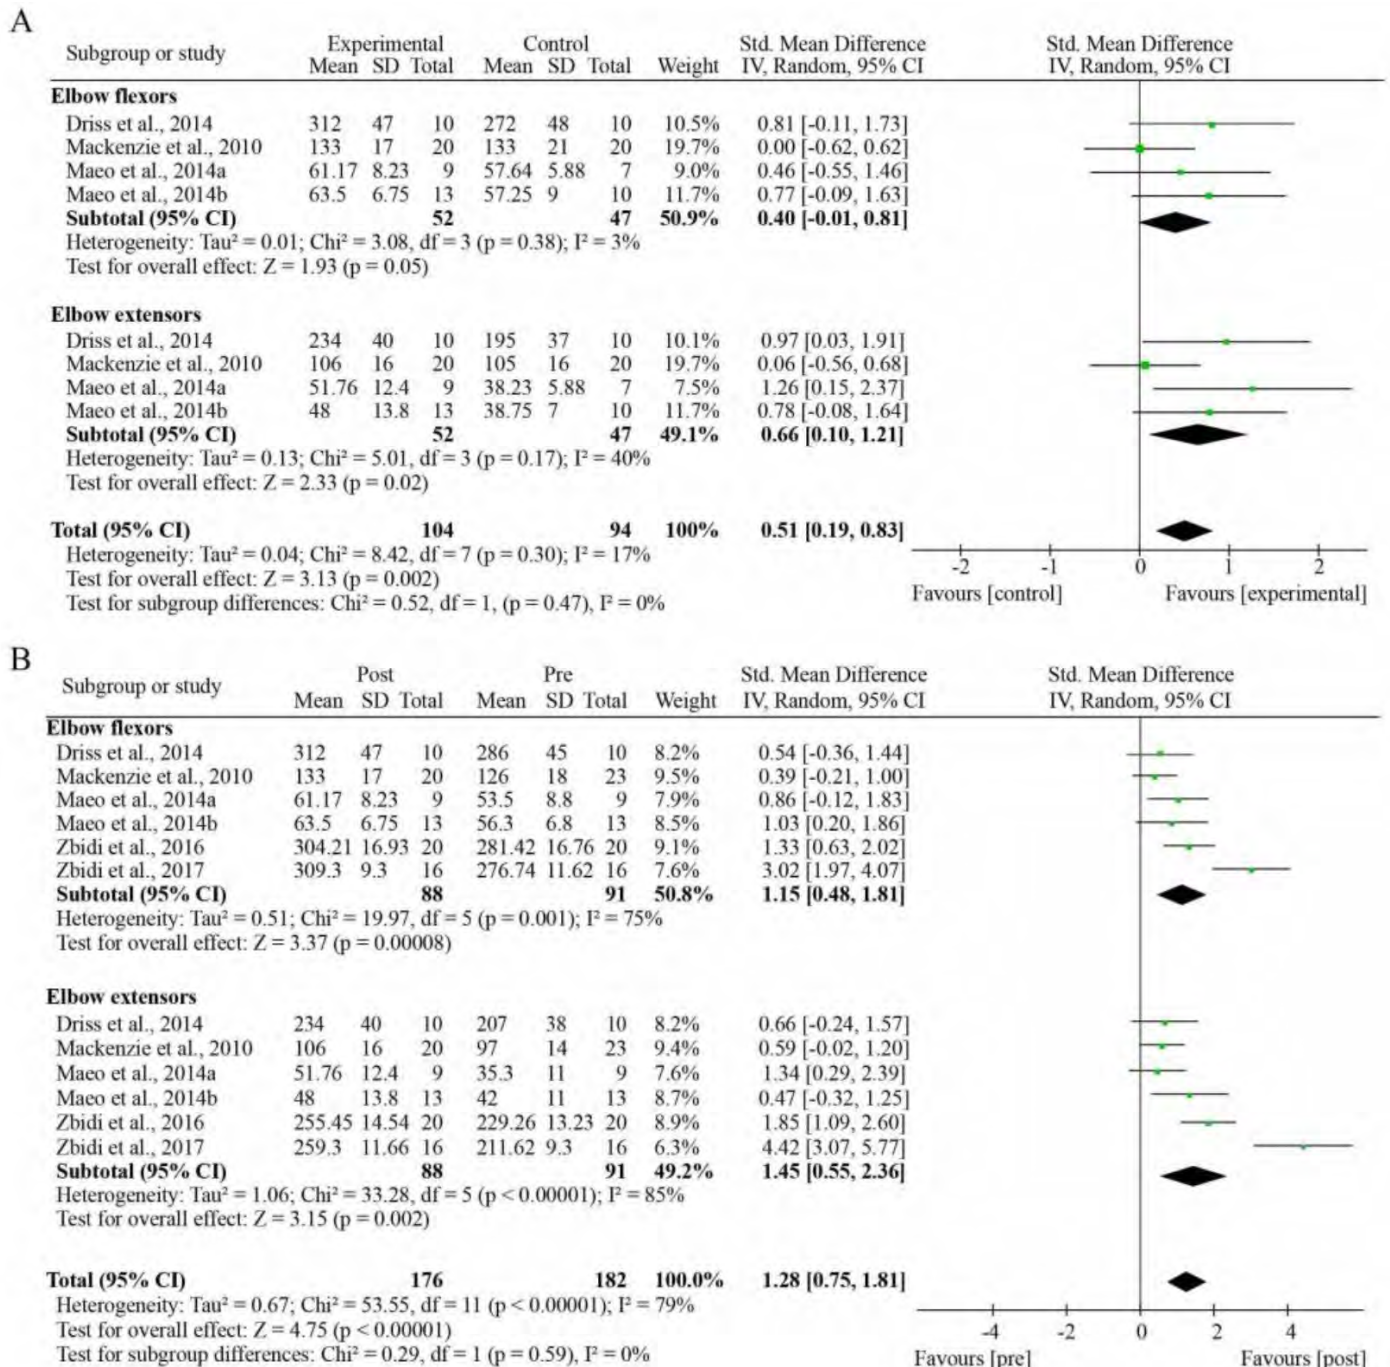 A
Subgroup or study Experimental Control Std. Mean Difference Std. Mean Difference
Mean SD Total Mean SD Total Weight IV, Random, 95% CI IV, Random, 95% CI
Elbow flexors
Driss et al., 2014 312 47 10 272 48 10 10.5% 0.81 [-0.11, 1.73]
Mackenzie et al., 2010 133 17 20 133 21 20 19.7% 0.00 [-0.62, 0.62]
Maeo et al., 2014a 61.17 8.23 9 57.64 5.88 7 9.0% 0.46 [-0.55, 1.46]
Maeo et al., 2014b 63.5 6.75 13 57.25 9 10 11.7% 0.77 [-0.09, 1.63]
Subtotal (95% CI) 52 47 50.9% 0.40 [-0.01, 0.81]
Heterogeneity: Tau² = 0.01; Chi² = 3.08, df = 3 (p = 0.38); I² = 3%
Test for overall effect: Z = 1.93 (p = 0.05)
Elbow extensors
Driss et al., 2014 234 40 10 195 37 10 10.1% 0.97 [0.03, 1.91]
Mackenzie et al., 2010 106 16 20 105 16 20 19.7% 0.06 [-0.56, 0.68]
Maeo et al., 2014a 51.76 12.4 9 38.23 5.88 7 7.5% 1.26 [0.15, 2.37]
Maeo et al., 2014b 48 13.8 13 38.75 7 10 11.7% 0.78 [-0.08, 1.64]
Subtotal (95% CI) 52 47 49.1% 0.66 [0.10, 1.21]
Heterogeneity: Tau² = 0.13; Chi² = 5.01, df = 3 (p = 0.17); I² = 40%
Test for overall effect: Z = 2.33 (p = 0.02)
Total (95% CI) 104 94 100% 0.51 [0.19, 0.83]
Heterogeneity: Tau² = 0.04; Chi² = 8.42, df = 7 (p = 0.30); I² = 17%
-2 -1 0 1 2
Test for overall effect: Z = 3.13 (p = 0.002)
Favours [control] Favours [experimental]
Test for subgroup differences: Chi² = 0.52, df = 1, (p = 0.47), I² = 0%
B
Subgroup or study Post Pre Std. Mean Difference Std. Mean Difference
Mean SD Total Mean SD Total Weight IV, Random, 95% CI IV, Random, 95% CI
Elbow flexors
Driss et al., 2014 312 47 10 286 45 10 8.2% 0.54 [-0.36, 1.44]
Mackenzie et al., 2010 133 17 20 126 18 23 9.5% 0.39 [-0.21, 1.00]
Maeo et al., 2014a 61.17 8.23 9 53.5 8.8 9 7.9% 0.86 [-0.12, 1.83]
Maeo et al., 2014b 63.5 6.75 13 56.3 6.8 13 8.5% 1.03 [0.20, 1.86]
Zbidi et al., 2016 304.21 16.93 20 281.42 16.76 20 9.1% 1.33 [0.63, 2.02]
Zbidi et al., 2017 309.3 9.3 16 276.74 11.62 16 7.6% 3.02 [1.97, 4.07]
Subtotal (95% CI) 88 91 50.8% 1.15 [0.48, 1.81]
Heterogeneity: Tau² = 0.51; Chi² = 19.97, df = 5 (p = 0.001); I² = 75%
Test for overall effect: Z = 3.37 (p = 0.00008)
Elbow extensors
Driss et al., 2014 234 40 10 207 38 10 8.2% 0.66 [-0.24, 1.57]
Mackenzie et al., 2010 106 16 20 97 14 23 9.4% 0.59 [-0.02, 1.20]
Maeo et al., 2014a 51.76 12.4 9 35.3 11 9 7.6% 1.34 [0.29, 2.39]
Maeo et al., 2014b 48 13.8 13 42 11 13 8.7% 0.47 [-0.32, 1.25]
Zbidi et al., 2016 255.45 14.54 20 229.26 13.23 20 8.9% 1.85 [1.09, 2.60]
Zbidi et al., 2017 259.3 11.66 16 211.62 9.3 16 6.3% 4.42 [3.07, 5.77]
Subtotal (95% CI) 88 91 49.2% 1.45 [0.55, 2.36]
Heterogeneity: Tau² = 1.06; Chi² = 33.28, df = 5 (p < 0.00001); I² = 85%
Test for overall effect: Z = 3.15 (p = 0.002)
Total (95% CI) 176 182 100.0% 1.28 [0.75, 1.81]
Heterogeneity: Tau² = 0.67; Chi² = 53.55, df = 11 (p < 0.00001); I² = 79%
Test for overall effect: Z = 4.75 (p < 0.00001)
-4 -2 0 2 4
Test for subgroup differences: Chi² = 0.29, df = 1 (p = 0.59), I² = 0%
Favours [pre] Favours [post]